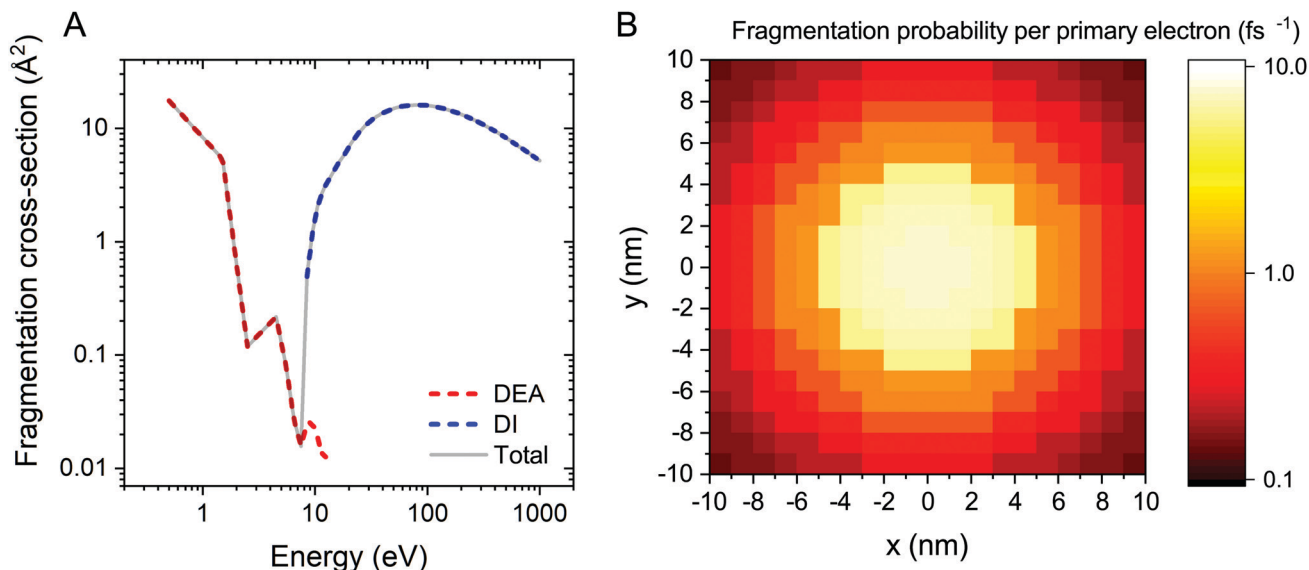 A
Fragmentation cross-section (Å²)
10
1
0.1
0.01
1
10
100
1000
Energy (eV)
DEA
DI
Total
B
Fragmentation probability per primary electron (fs ⁻¹)
10
8
6
4
2
0
-2
-4
-6
-8
-10
-10 -8 -6 -4 -2 0 2 4 6 8 10
y (nm)
x (nm)
10.0
1.0
0.1